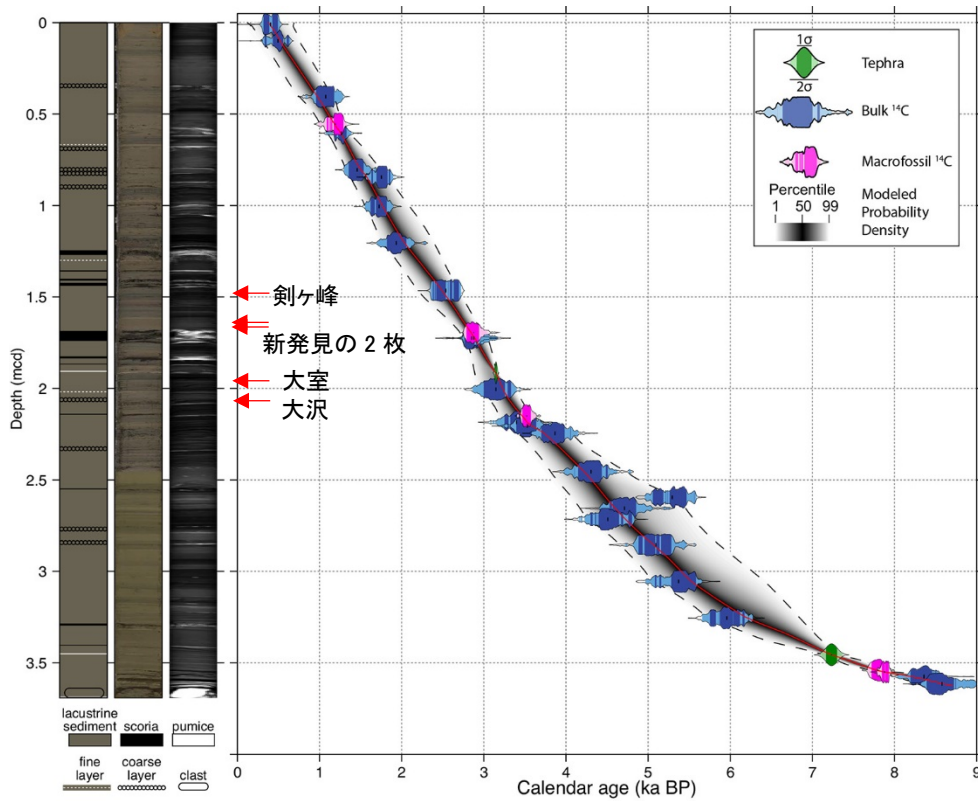 0
0.5
1
1.5
2
2.5
3
3.5
Depth (mcd)
剣ヶ峰
新発見の2枚
大室
大沢
1σ
2σ
Tephra
Bulk ¹⁴C
Macrofossil ¹⁴C
Percentile
1 50 99
Modeled
Probability
Density
lacustrine
sediment
scoria
pumice
fine
layer
coarse
layer
clast
0 1 2 3 4 5 6 7 8 9
Calendar age (ka BP)